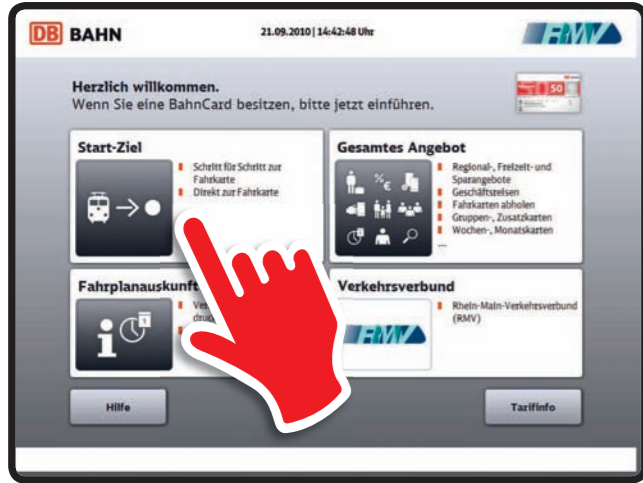 DB BAHN
21.09.2010 | 14:42:48 Uhr
RMV
Herzlich willkommen.
Wenn Sie eine BahnCard besitzen, bitte jetzt einführen.
50
Start-Ziel
Schritt für Schritt zur
Fahrkarte
Direkt zur Fahrkarte
Gesamtes Angebot
%
€
Regional-, Freizeit- und
Sparangebote
Geschäftsreisen
Fahrkarten abholen
Gruppen-, Zusatzkarten
Wochen-, Monatskarten
...
Fahrplanauskunft
1
Verkehrsverbund
RMV
Rhein-Main-Verkehrsverbund
(RMV)
Hilfe
Tarifinfo